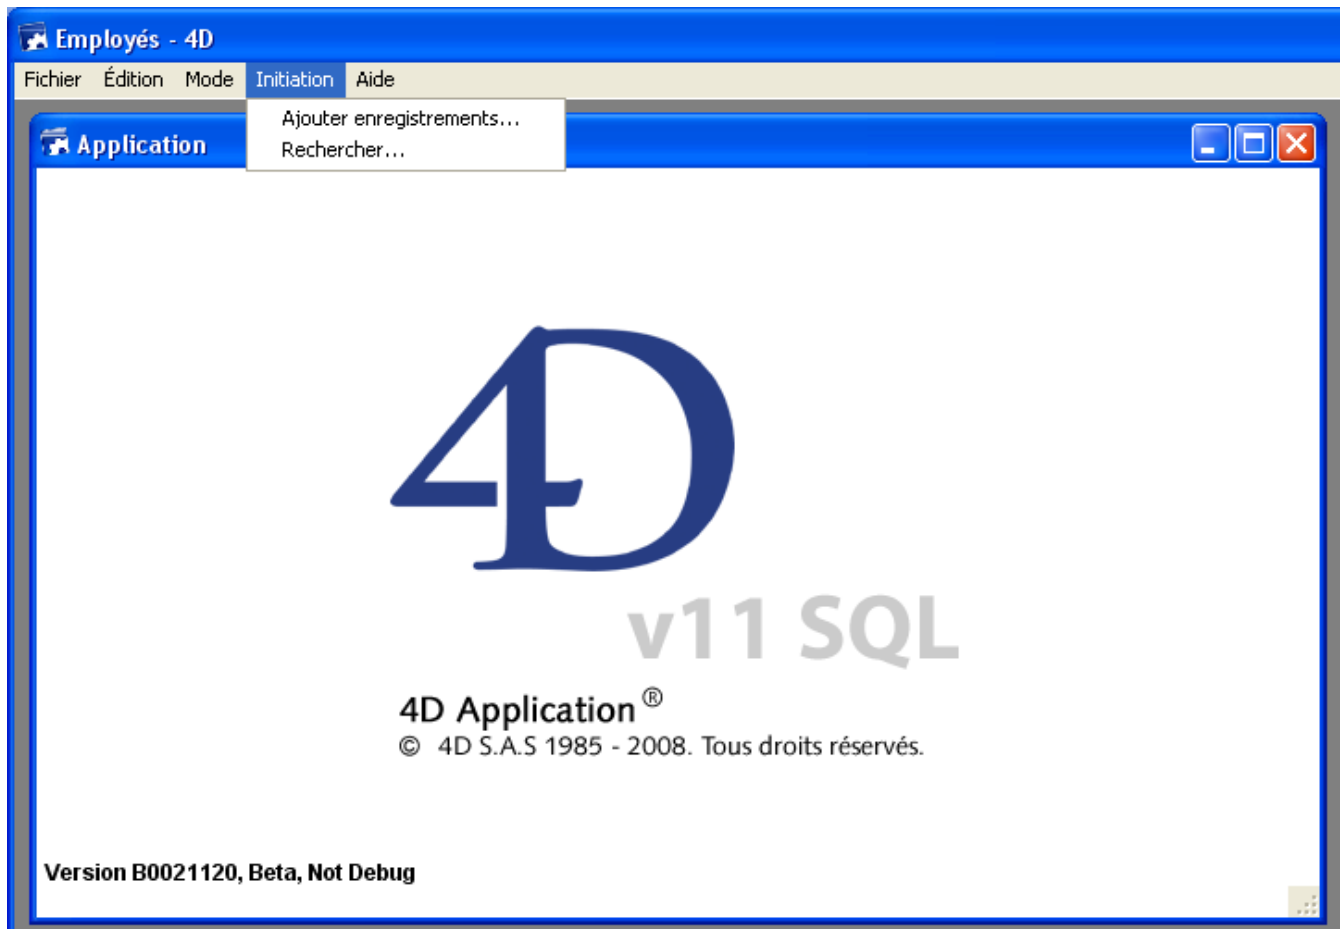 Employés - 4D
Fichier Édition Mode Initiation Aide
Ajouter enregistrements...
Rechercher...
Application
4D
v11 SQL
4D Application®
© 4D S.A.S 1985 - 2008. Tous droits réservés.
Version B0021120, Beta, Not Debug